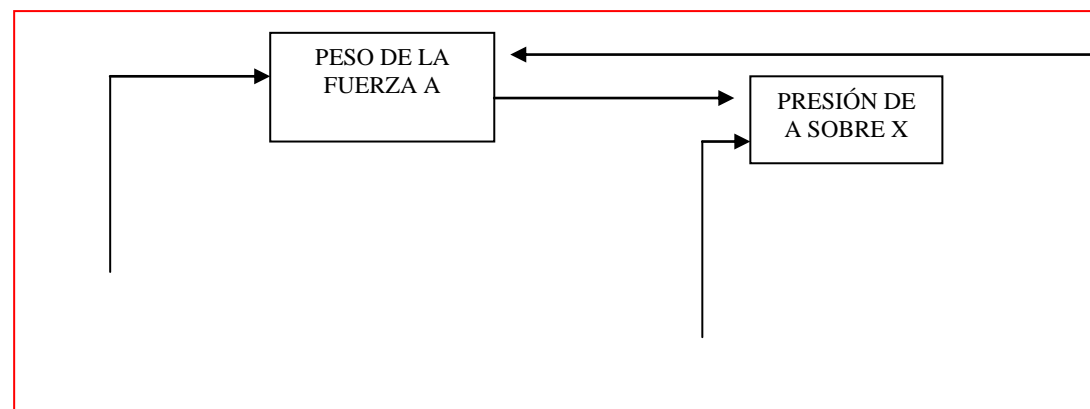 PESO DE LA
FUERZA A
PRESIÓN DE
A SOBRE X